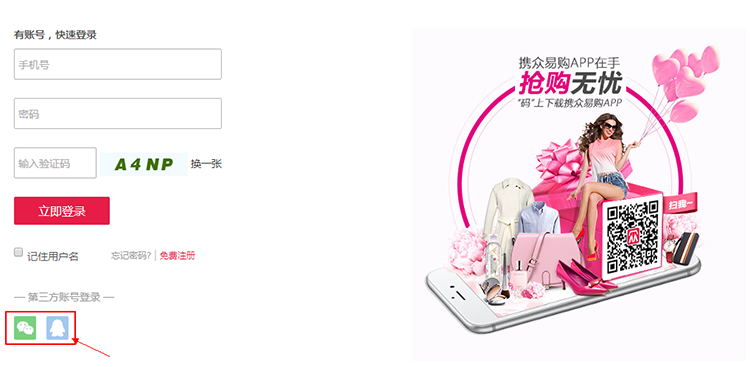 有账号，快速登录
手机号
密码
输入验证码
A4NP
换一张
立即登录
记住用户名
忘记密码?
免费注册
— 第三方账号登录 —
携众易购APP在手
抢购无忧
“码”上下载携众易购APP
扫我